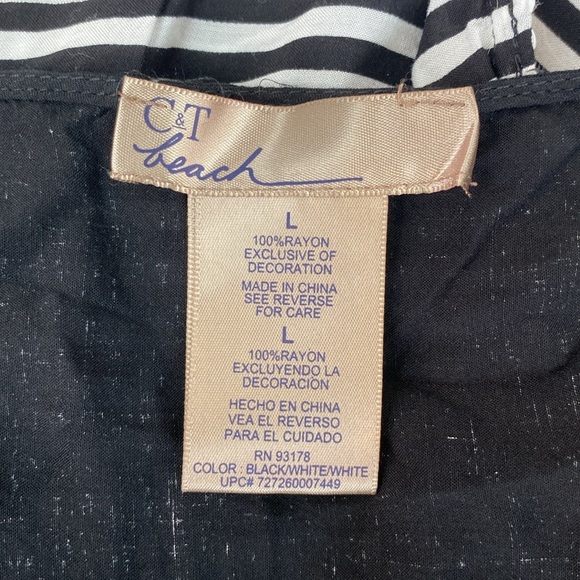 C&T
beach
L
100%RAYON
EXCLUSIVE OF
DECORATION
MADE IN CHINA
SEE REVERSE
FOR CARE
L
100%RAYON
EXCLUYENDO LA
DECORACIÓN
HECHO EN CHINA
VEA EL REVERSO
PARA EL CUIDADO
RN 93178
COLOR : BLACK/WHITE/WHITE
UPC# 727260007449